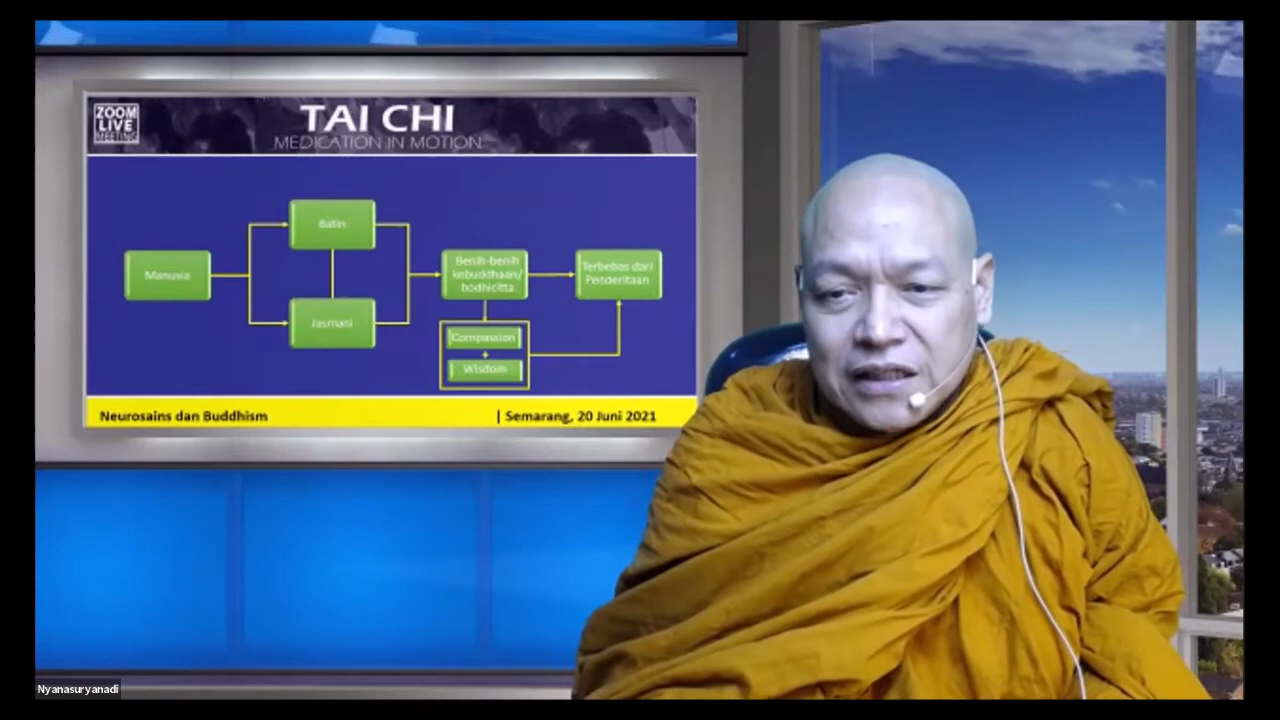 ZOOM
LIVE
MEETING
TAI CHI
MEDICATION IN MOTION
Manusia
Batin
Jasmani
Benih-benih
kebuddhaan/
bodhicitta
Terbebas dari
Penderitaan
Compassion
+
Wisdom
Neurosains dan Buddhism
| Semarang, 20 Juni 2021
Nyanasuryanadi